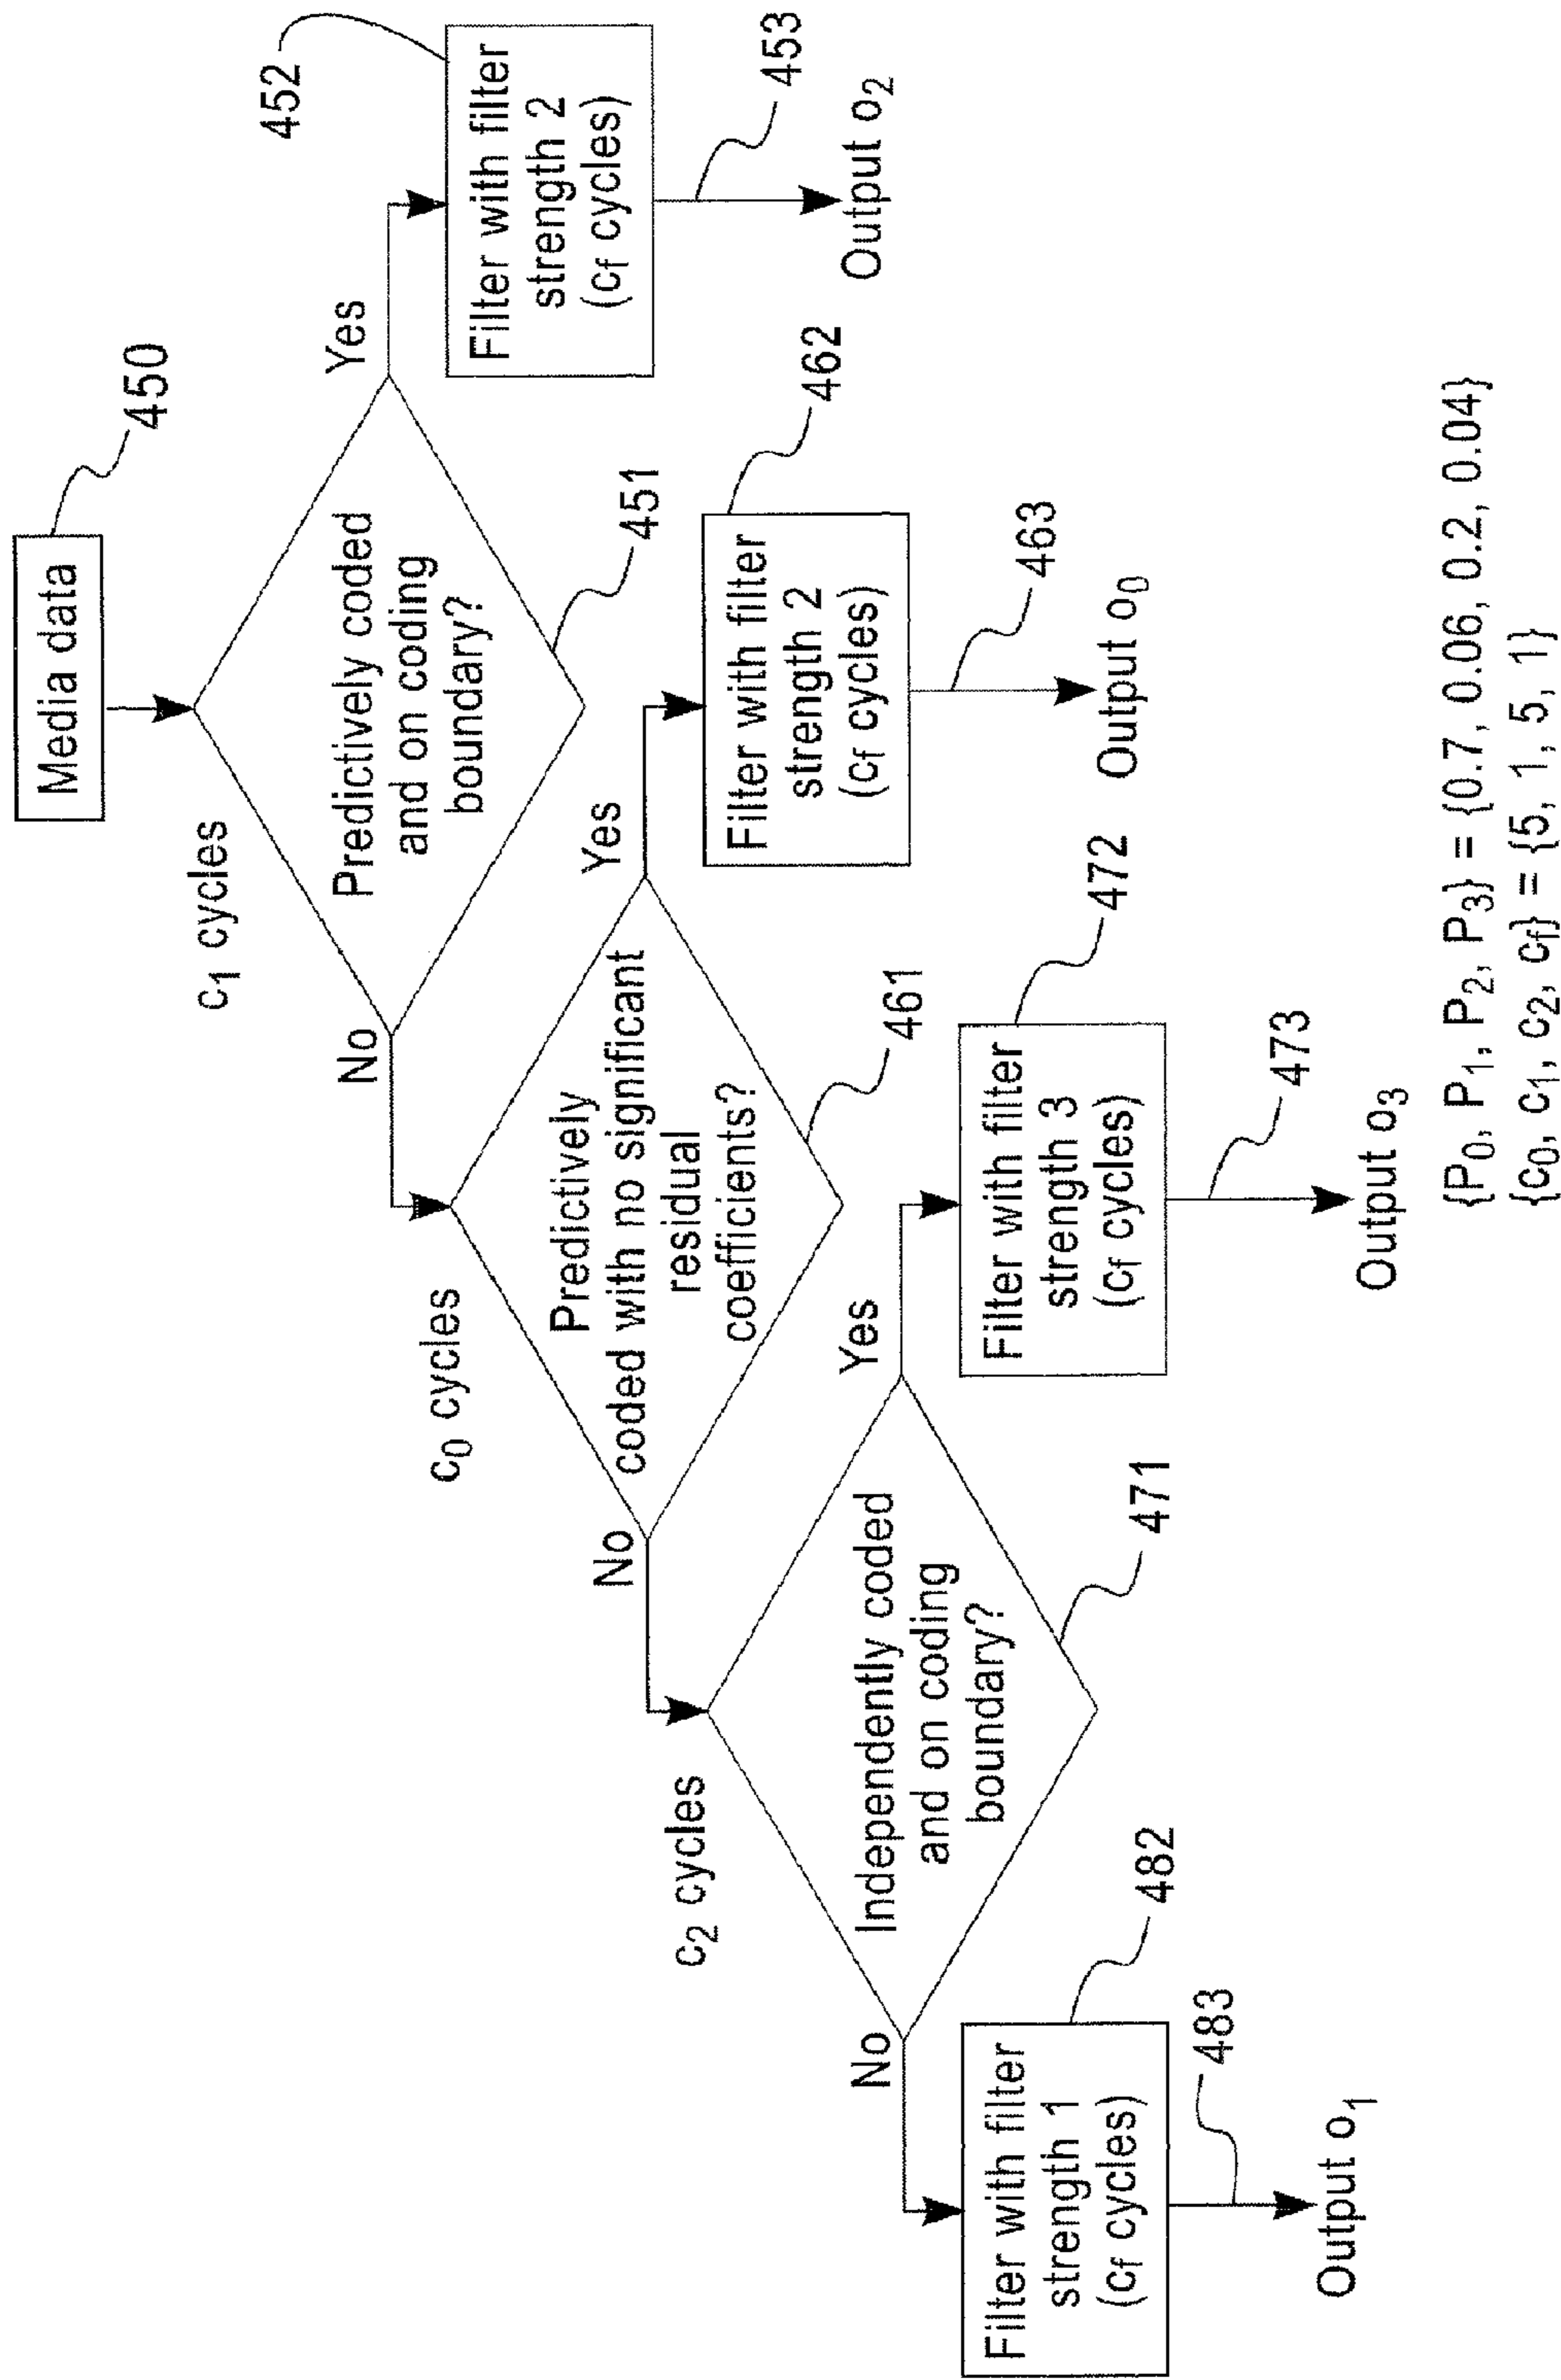 Media data
450
c1 cycles
Predictively coded
and on coding
boundary?
451
Yes
452
Filter with filter
strength 2
(cf cycles)
453
Output o2
No
c0 cycles
Predictively
coded with no significant
residual
coefficients?
461
Yes
462
Filter with filter
strength 2
(cf cycles)
463
Output o0
No
c2 cycles
Independently coded
and on coding
boundary?
471
Yes
472
Filter with filter
strength 3
(cf cycles)
473
Output o3
No
482
Filter with filter
strength 1
(cf cycles)
483
Output o1
{P0, P1, P2, P3} = {0.7, 0.06, 0.2, 0.04}
{c0, c1, c2, cf} = {5, 1, 5, 1}